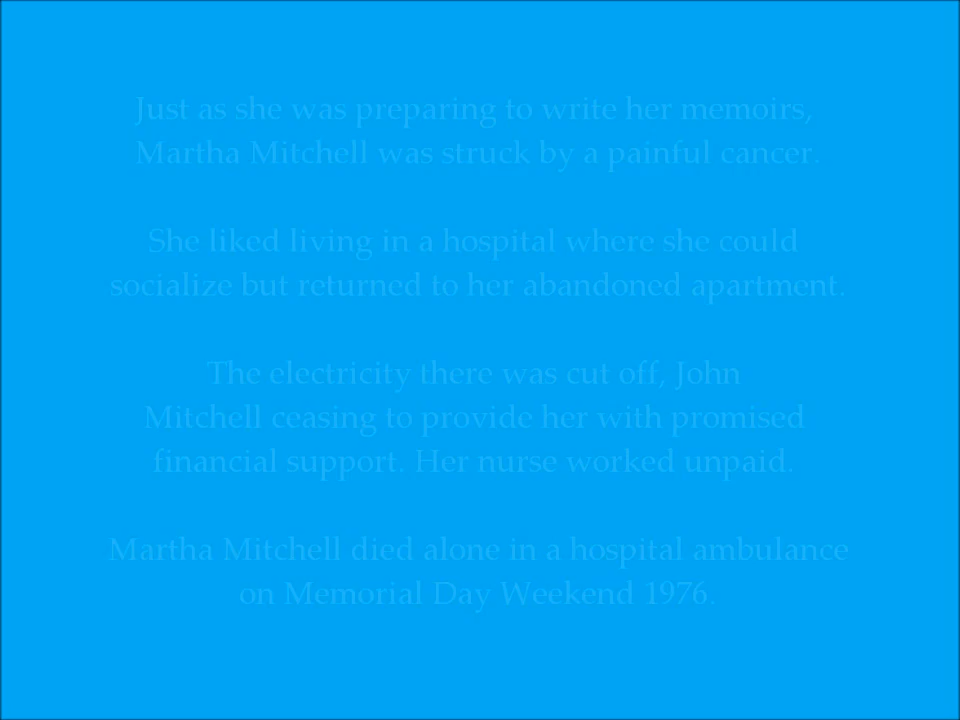 Just as she was preparing to write her memoirs,
Martha Mitchell was struck by a painful cancer.
She liked living in a hospital where she could
socialize but returned to her abandoned apartment.
The electricity there was cut off, John
Mitchell ceasing to provide her with promised
financial support. Her nurse worked unpaid.
Martha Mitchell died alone in a hospital ambulance
on Memorial Day Weekend 1976.